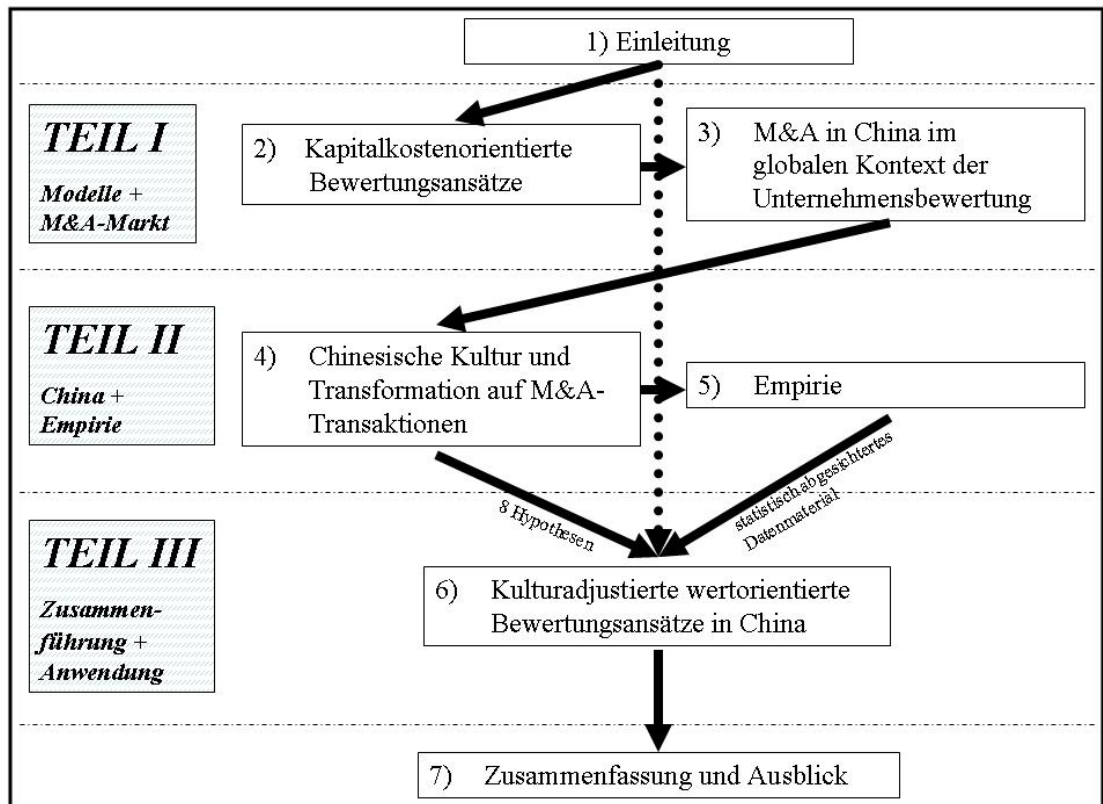 1) Einleitung
TEIL I
Modelle +
M&A-Markt
2) Kapitalkostenorientierte
Bewertungsansätze
3) M&A in China im
globalen Kontext der
Unternehmensbewertung
TEIL II
China +
Empirie
4) Chinesische Kultur und
Transformation auf M&A-
Transaktionen
5) Empirie
8 Hypothesen
statistisch abgesichertes
Datenmaterial
TEIL III
Zusammen-
führung +
Anwendung
6) Kulturadjustierte wertorientierte
Bewertungsansätze in China
7) Zusammenfassung und Ausblick